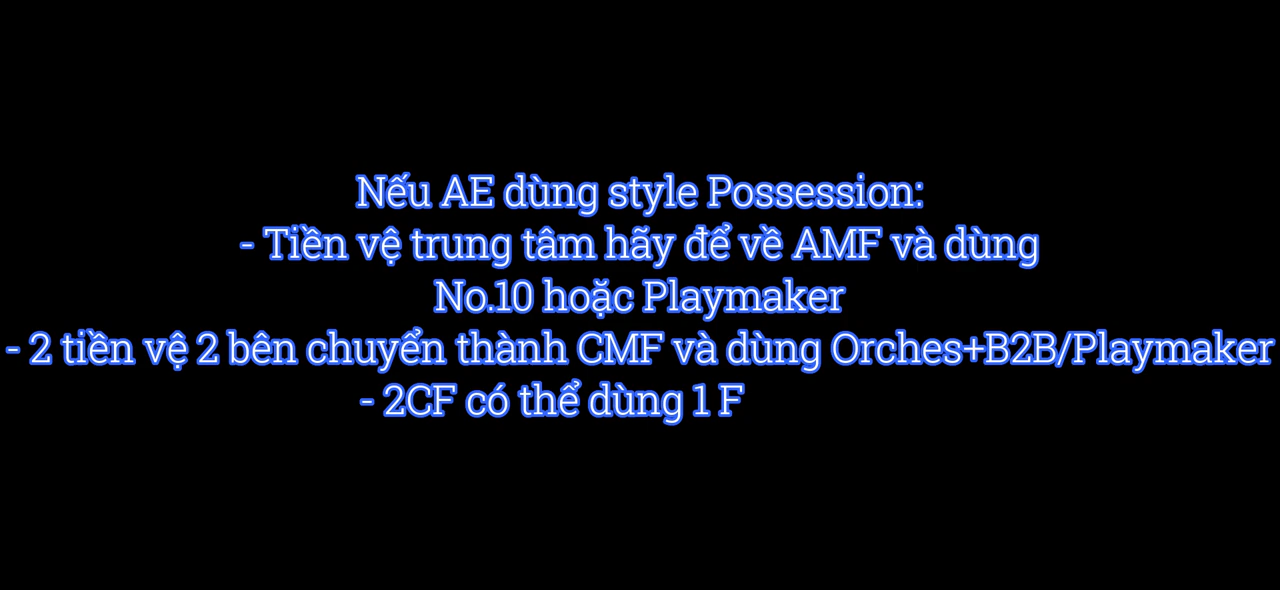 Nếu AE dùng style Possession:
- Tiền vệ trung tâm hãy để về AMF và dùng
No.10 hoặc Playmaker
- 2 tiền vệ 2 bên chuyển thành CMF và dùng Orches+B2B/Playmaker
- 2CF có thể dùng 1 F